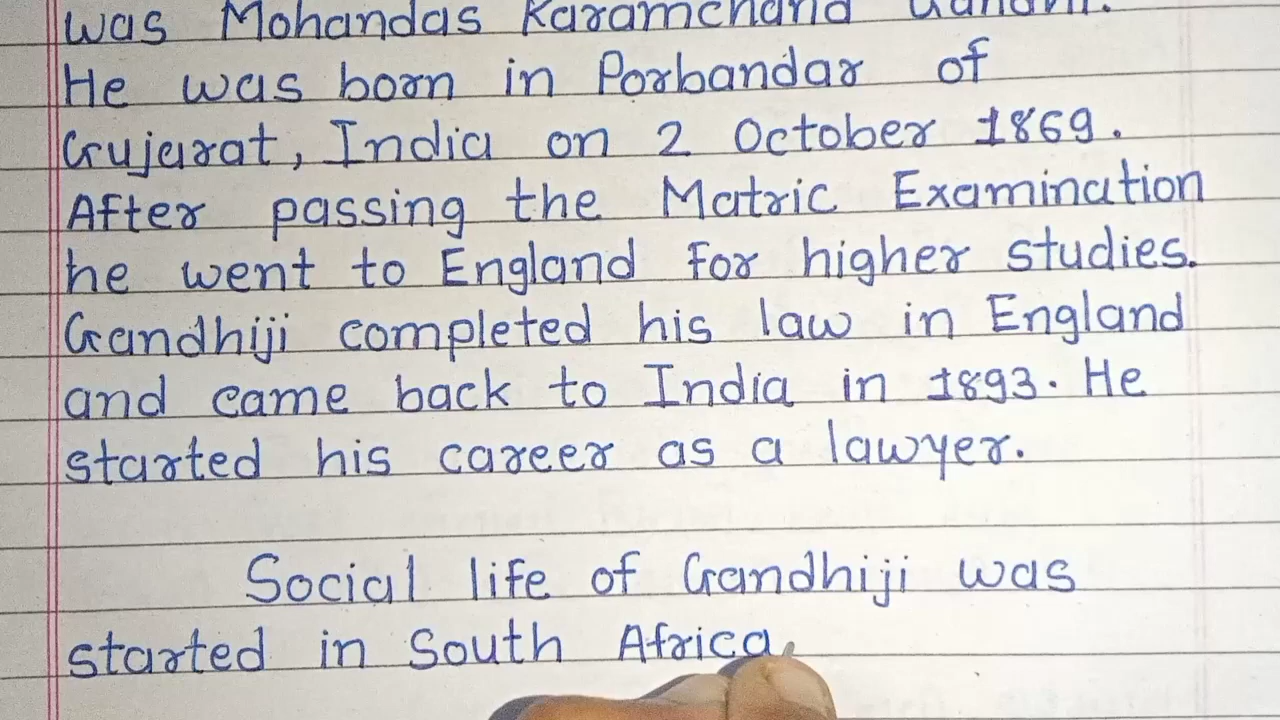 was Mohandas Karamchand Gandhi.
He was born in Porbandar of
Gujarat, India on 2 October 1869.
After passing the Matric Examination
he went to England For higher studies.
Gandhiji completed his law in England
and came back to India in 1893. He
started his career as a lawyer.
Social life of Gandhiji was
started in South Africa.